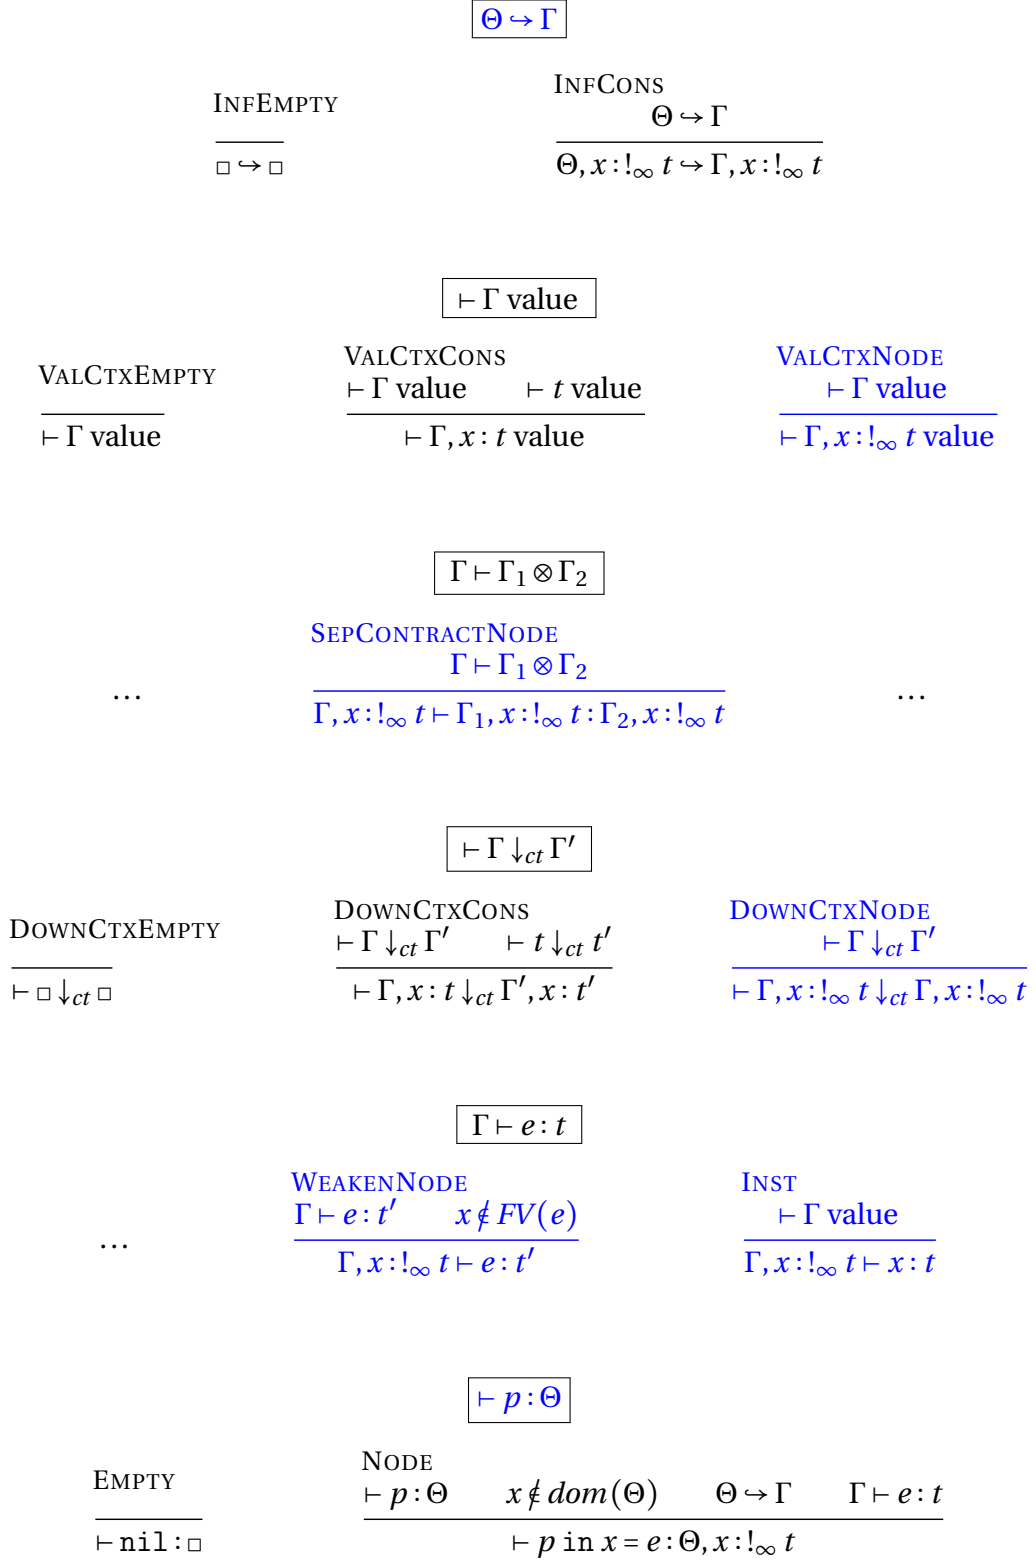 Θ ↪ Γ
INFEMPTY
□ ↪ □
INFCONS
Θ ↪ Γ
Θ, x : !∞ t ↪ Γ, x : !∞ t
⊢ Γ value
VALCTXEMPTY
⊢ Γ value
VALCTXCONS
⊢ Γ value ⊢ t value
⊢ Γ, x : t value
VALCTXNODE
⊢ Γ value
⊢ Γ, x : !∞ t value
Γ ⊢ Γ1 ⊗ Γ2
...
SEPCONTRACTNODE
Γ ⊢ Γ1 ⊗ Γ2
Γ, x : !∞ t ⊢ Γ1, x : !∞ t : Γ2, x : !∞ t
...
⊢ Γ ↓ct Γ′
DOWNCTXEMPTY
⊢ □ ↓ct □
DOWNCTXCONS
⊢ Γ ↓ct Γ′ ⊢ t ↓ct t′
⊢ Γ, x : t ↓ct Γ′, x : t′
DOWNCTXNODE
⊢ Γ ↓ct Γ′
⊢ Γ, x : !∞ t ↓ct Γ, x : !∞ t
Γ ⊢ e : t
...
WEAKENNODE
Γ ⊢ e : t′ x ∉ FV(e)
Γ, x : !∞ t ⊢ e : t′
INST
⊢ Γ value
Γ, x : !∞ t ⊢ x : t
⊢ p : Θ
EMPTY
⊢ nil : □
NODE
⊢ p : Θ x ∉ dom(Θ) Θ ↪ Γ Γ ⊢ e : t
⊢ p in x = e : Θ, x : !∞ t